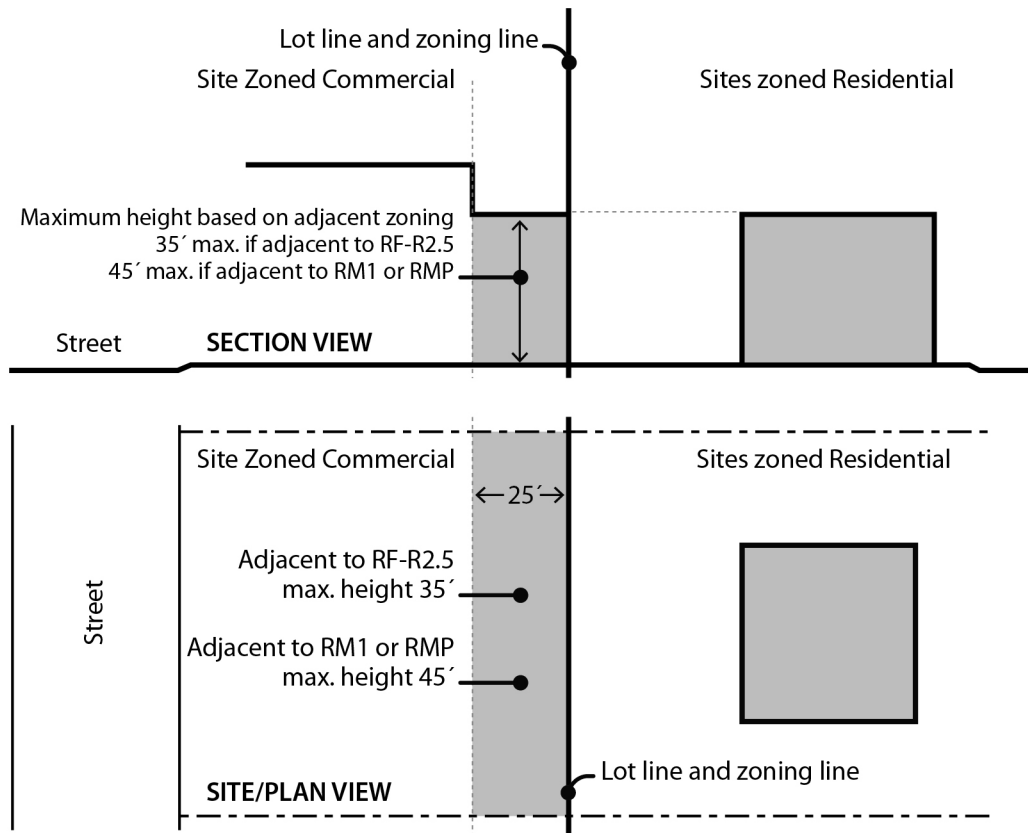 Lot line and zoning line
Site Zoned Commercial
Sites zoned Residential
Maximum height based on adjacent zoning
35´ max. if adjacent to RF-R2.5
45´ max. if adjacent to RM1 or RMP
Street
SECTION VIEW
Site Zoned Commercial
Sites zoned Residential
25´
Adjacent to RF-R2.5
max. height 35´
Street
Adjacent to RM1 or RMP
max. height 45´
Lot line and zoning line
SITE/PLAN VIEW